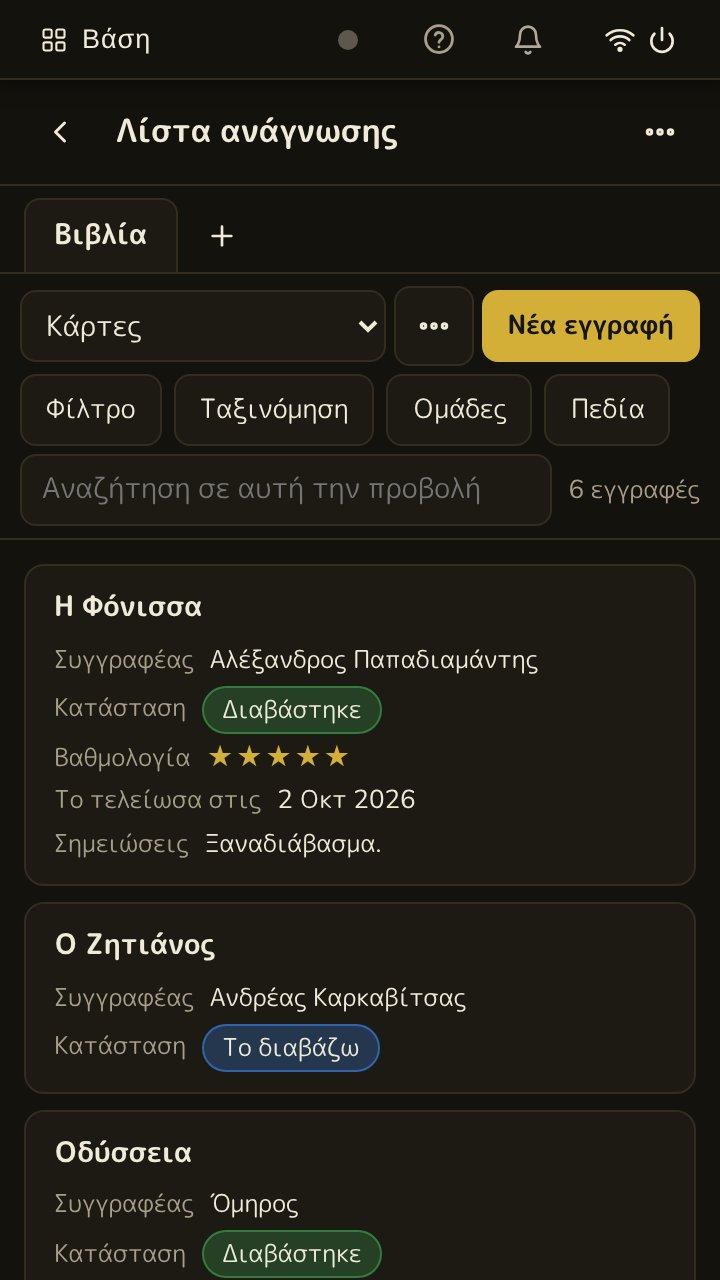 Βάση
Λίστα ανάγνωσης
Βιβλία
Κάρτες
Νέα εγγραφή
Φίλτρο Ταξινόμηση Ομάδες Πεδία
Αναζήτηση σε αυτή την προβολή 6 εγγραφές
Η Φόνισσα
Συγγραφέας Αλέξανδρος Παπαδιαμάντης
Κατάσταση Διαβάστηκε
Βαθμολογία ★★★★★
Το τελείωσα στις 2 Οκτ 2026
Σημειώσεις Ξαναδιάβασμα.
Ο Ζητιάνος
Συγγραφέας Ανδρέας Καρκαβίτσας
Κατάσταση Το διαβάζω
Οδύσσεια
Συγγραφέας Όμηρος
Κατάσταση Διαβάστηκε